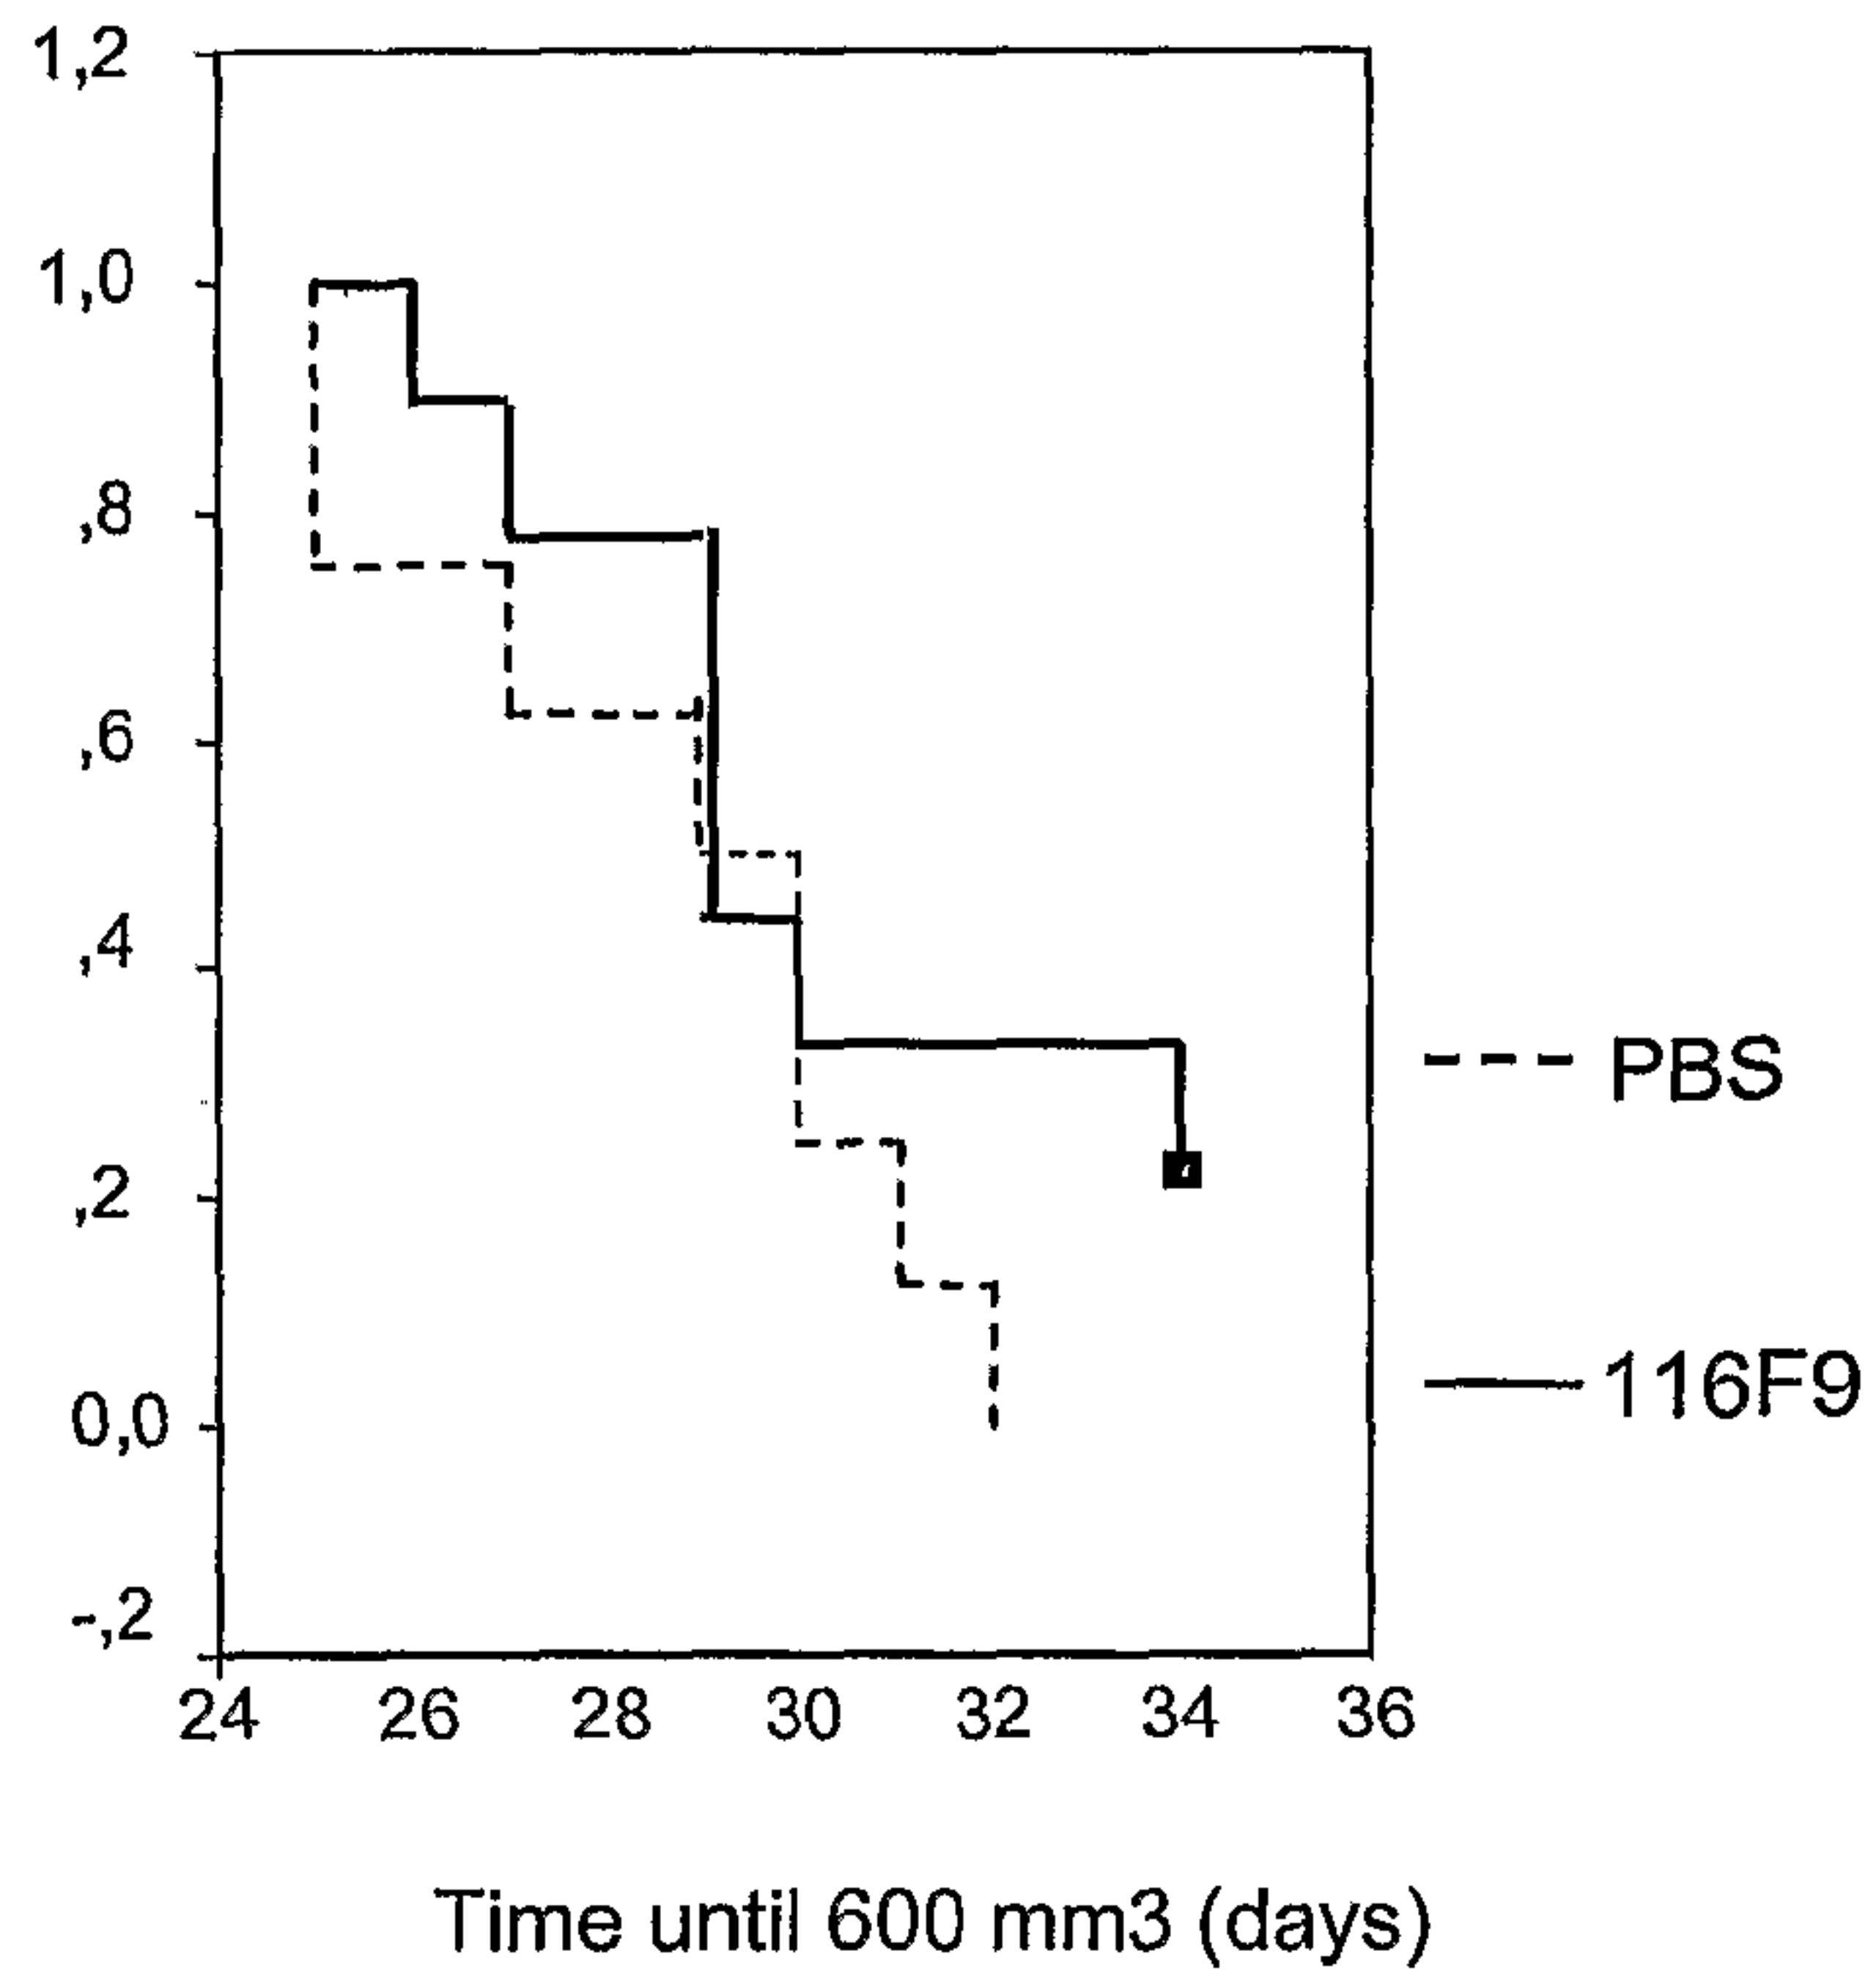 1,2
1,0
,8
,6
,4
,2
0,0
-,2
24 26 28 30 32 34 36
Time until 600 mm3 (days)
PBS
116F9